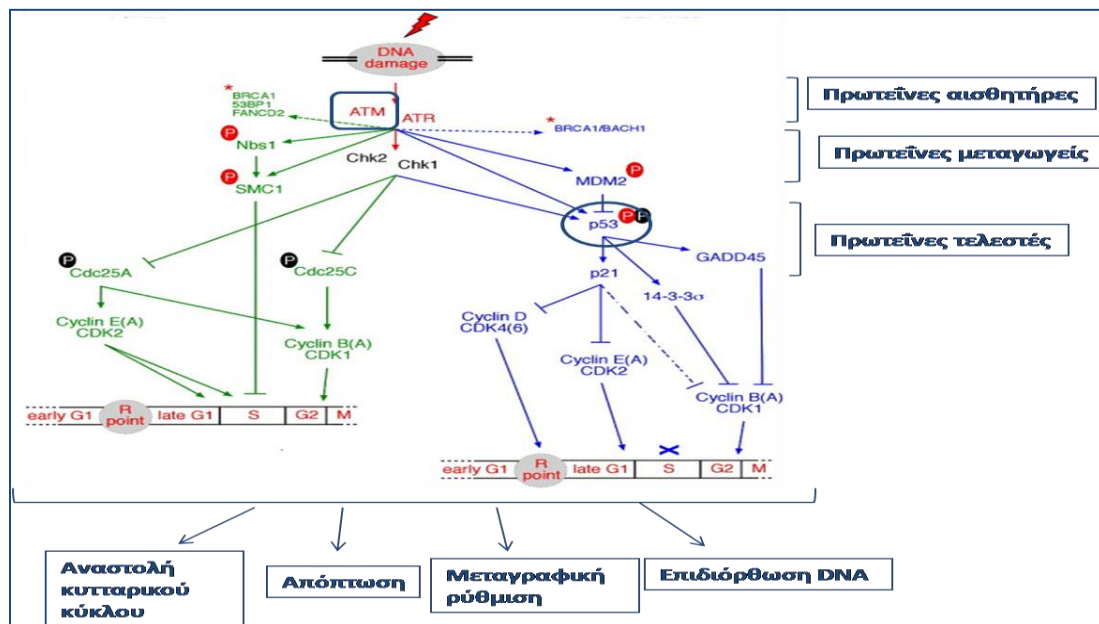 DNA
damage
*
BRCA1
53BP1
FANCD2
ATM
ATR
*
BRCA1/BACH1
P
Nbs1
Chk2
Chk1
P
SMC1
MDM2
P
p53
P
P
P
Cdc25A
P
Cdc25C
p21
GADD45
14-3-3σ
Cyclin E(A)
CDK2
Cyclin B(A)
CDK1
Cyclin D
CDK4(6)
Cyclin E(A)
CDK2
Cyclin B(A)
CDK1
early G1
R
point
late G1
S
G2
M
early G1
R
point
late G1
S
G2
M
Πρωτεΐνες αισθητήρες
Πρωτεΐνες μεταγωγείς
Πρωτεΐνες τελεστές
Αναστολή
κυτταρικού
κύκλου
Απόπτωση
Μεταγραφική
ρύθμιση
Επιδιόρθωση DNA